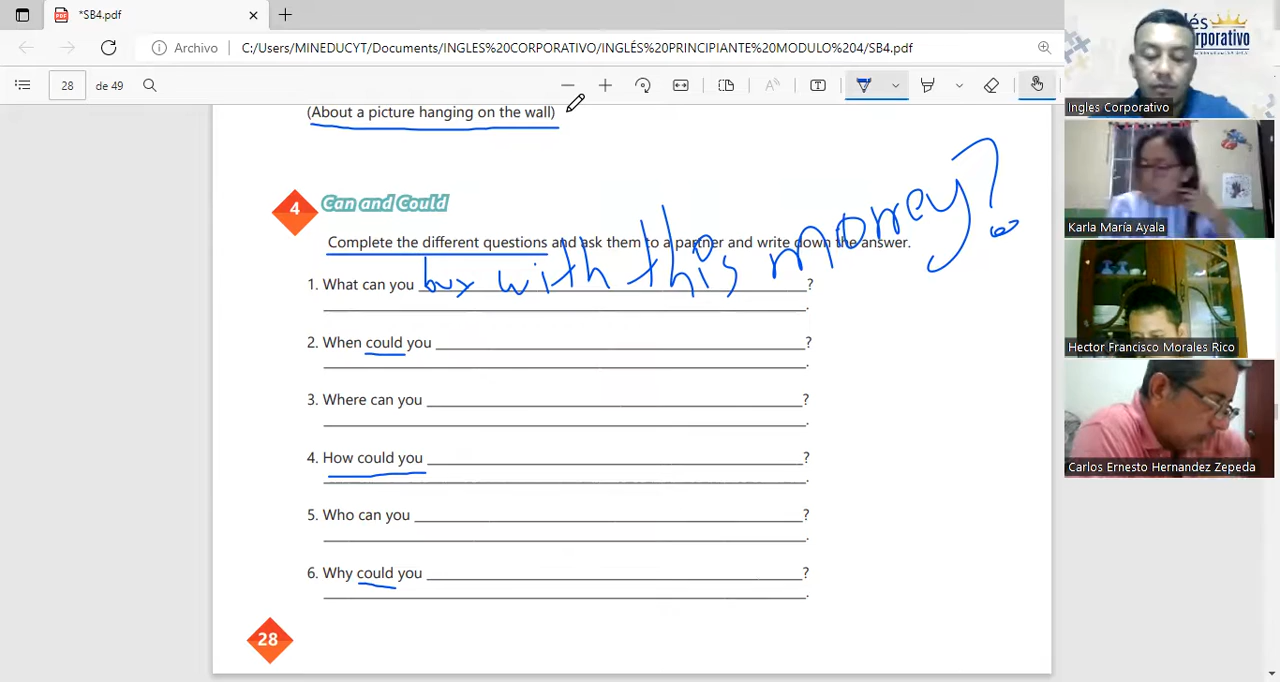 *SB4.pdf
Archivo C:/Users/MINEDUCYT/Documents/INGLES%20CORPORATIVO/INGLÉS%20PRINCIPIANTE%20MODULO%204/SB4.pdf
28 de 49
(About a picture hanging on the wall)
4 Can and Could
Complete the different questions and ask them to a partner and write down the answer.
1. What can you buy with this money? ?
.
2. When could you ?
.
3. Where can you ?
.
4. How could you ?
.
5. Who can you ?
.
6. Why could you ?
.
28
Ingles Corporativo
Karla María Ayala
Hector Francisco Morales Rico
Carlos Ernesto Hernandez Zepeda